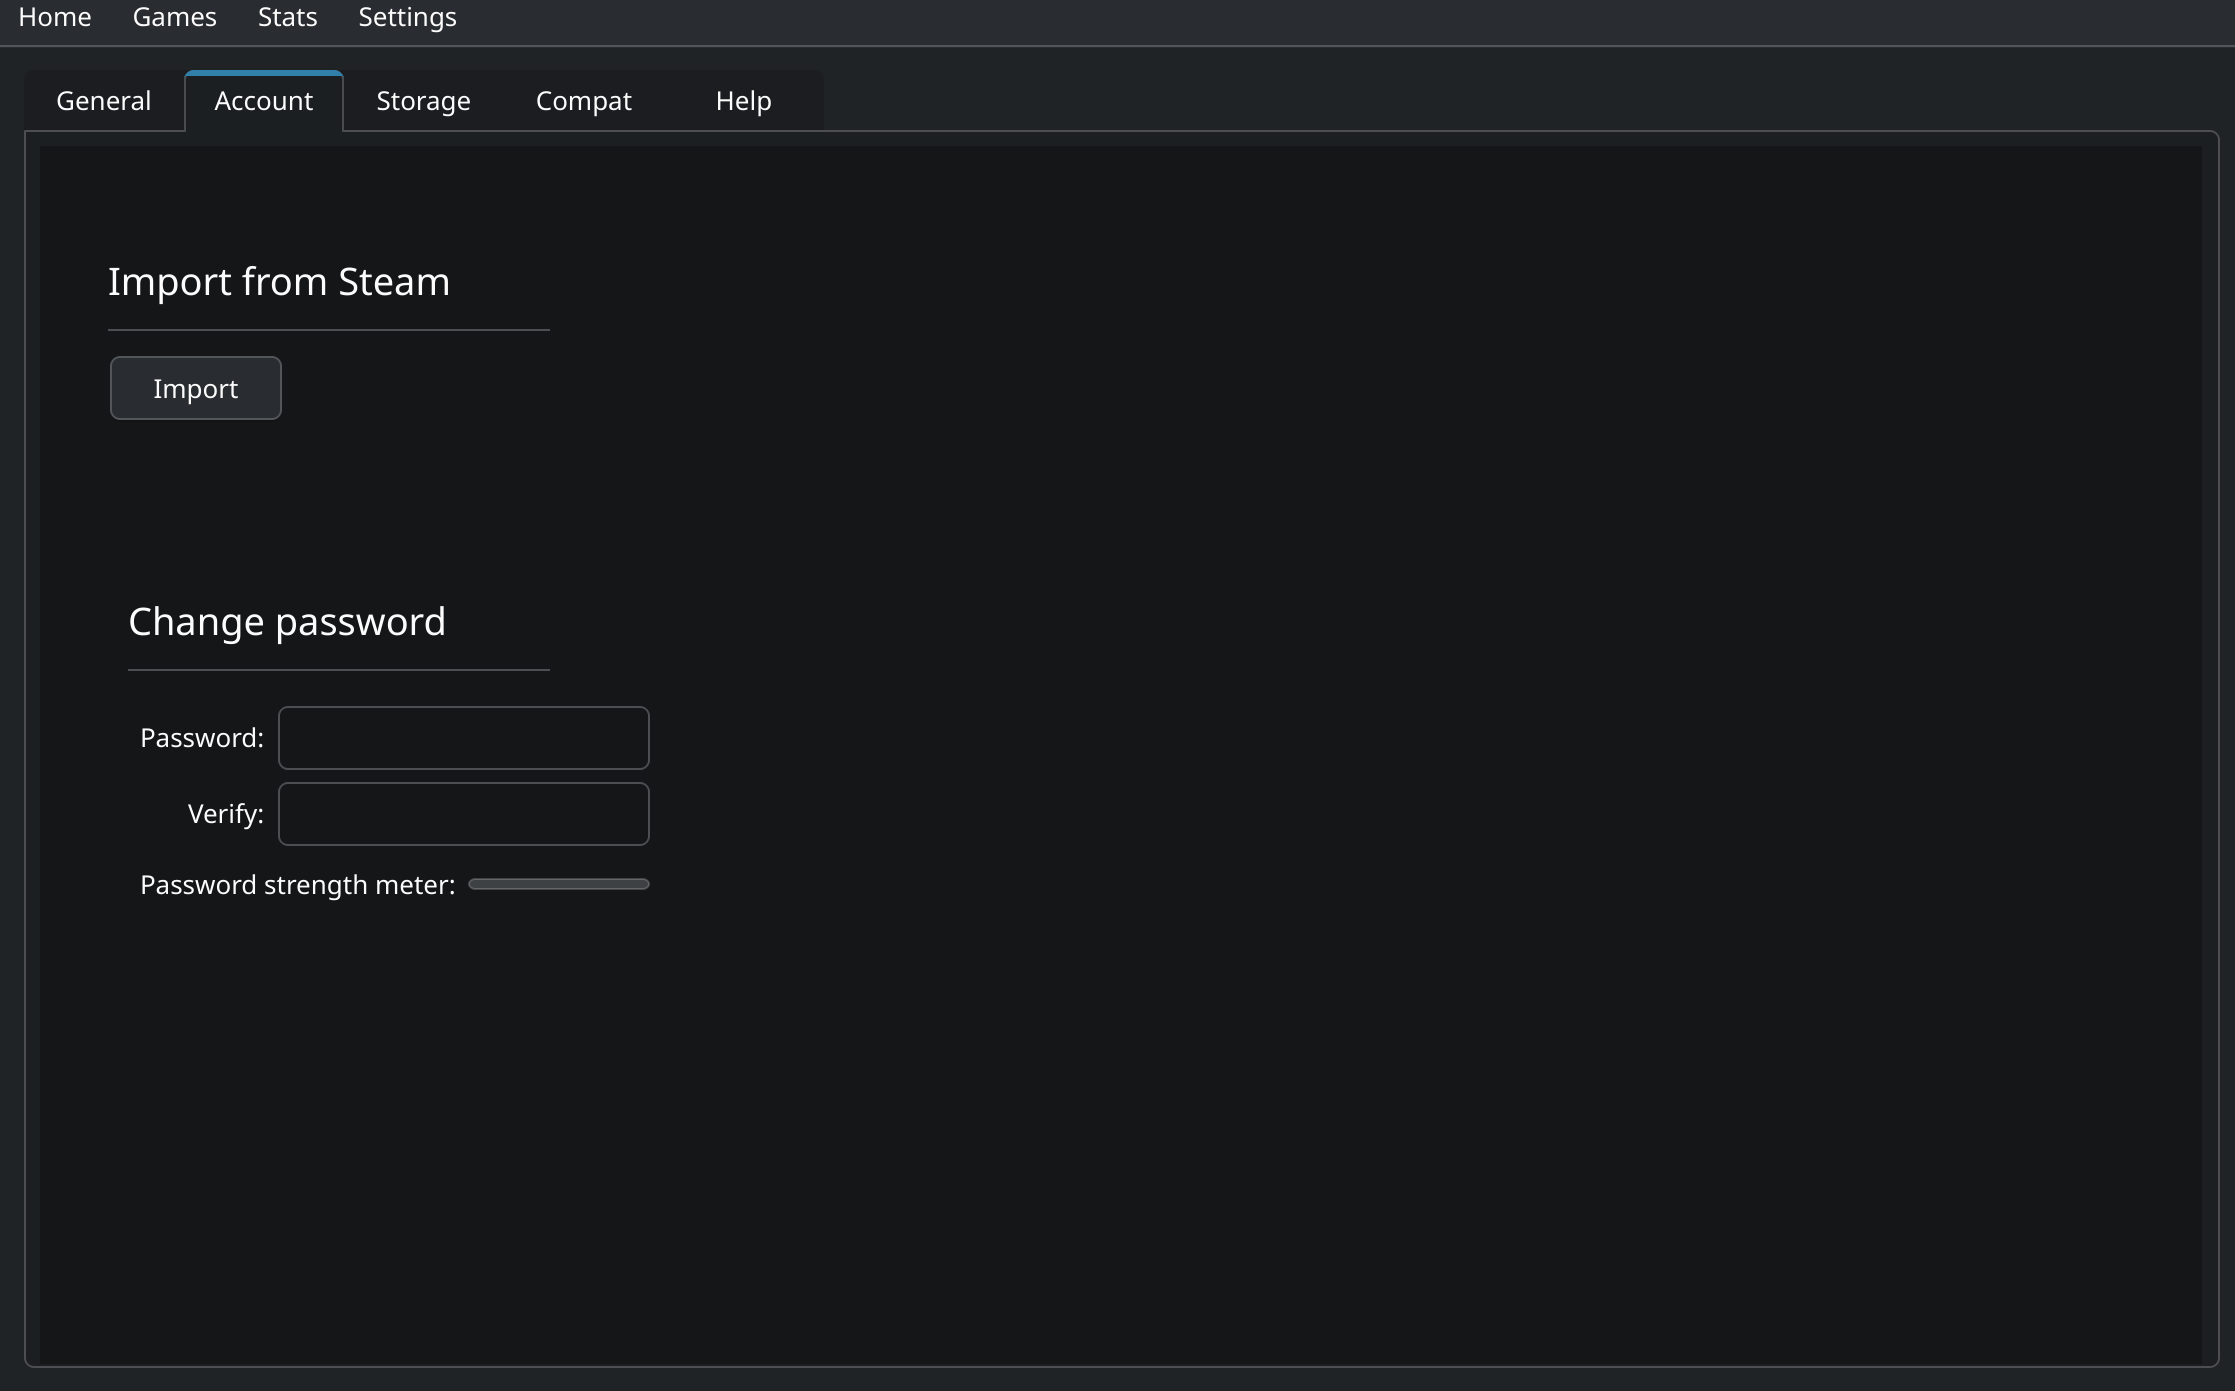 Home Games Stats Settings
General Account Storage Compat Help
Import from Steam
Import
Change password
Password:
Verify:
Password strength meter: